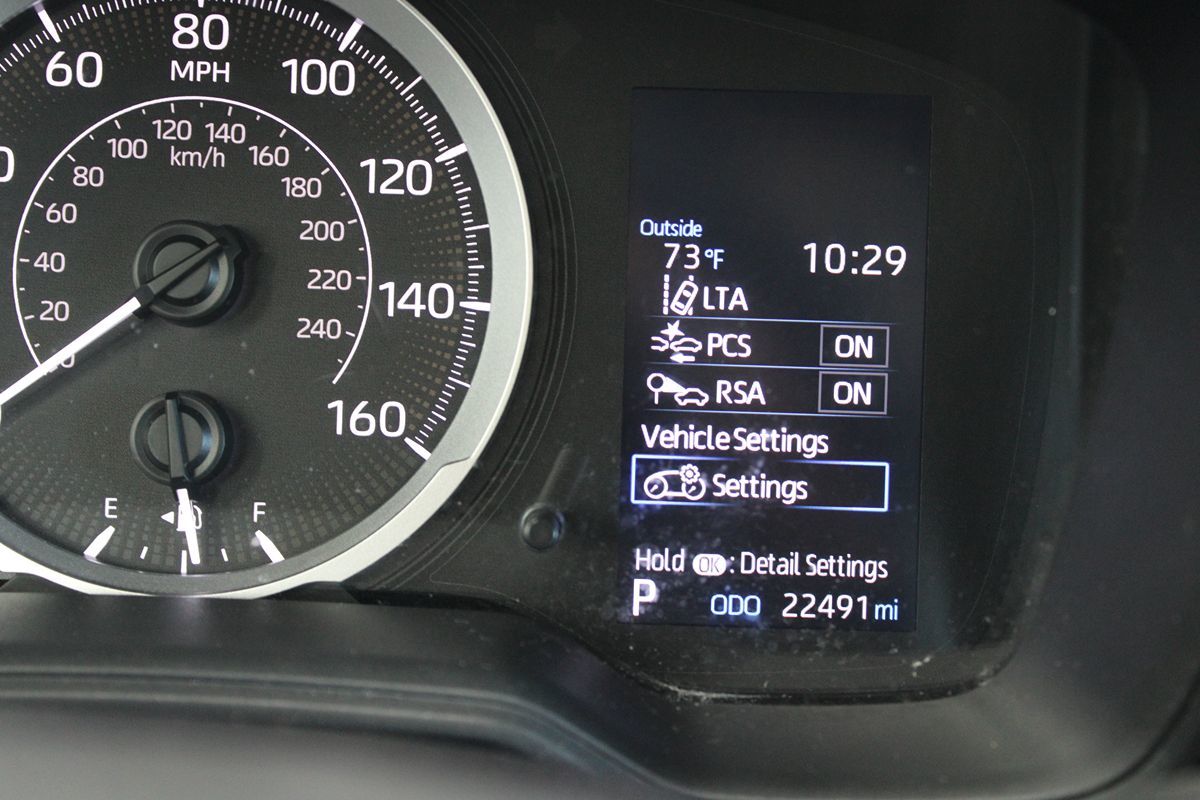 60
80
MPH
100
120
140
160
20
40
60
80
100
120
140
km/h
160
180
200
220
240
E
F
Outside
73°F 10:29
LTA
PCS ON
RSA ON
Vehicle Settings
Settings
Hold OK : Detail Settings
P ODO 22491 mi